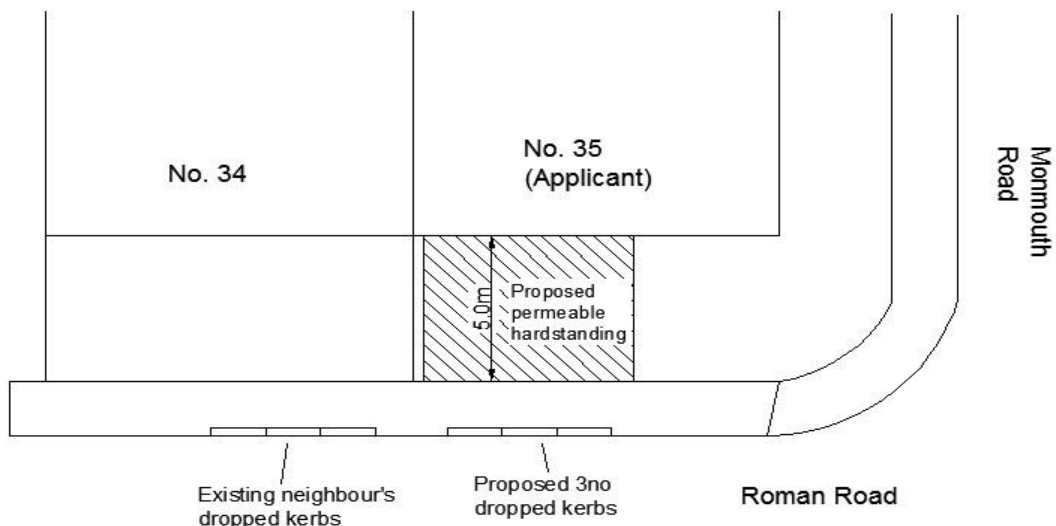 No. 34
No. 35
(Applicant)
Monmouth
Road
5.0m
Proposed
permeable
hardstanding
Existing neighbour's
dropped kerbs
Proposed 3no
dropped kerbs
Roman Road